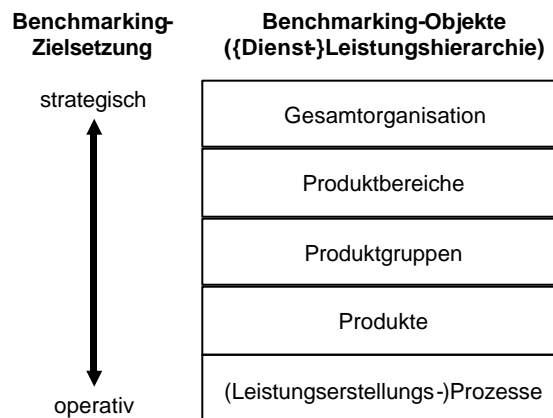 Benchmarking-
Zielsetzung
Benchmarking-Objekte
({Dienst-}Leistungshierarchie)
strategisch
Gesamtorganisation
Produktbereiche
Produktgruppen
Produkte
(Leistungserstellungs-)Prozesse
operativ